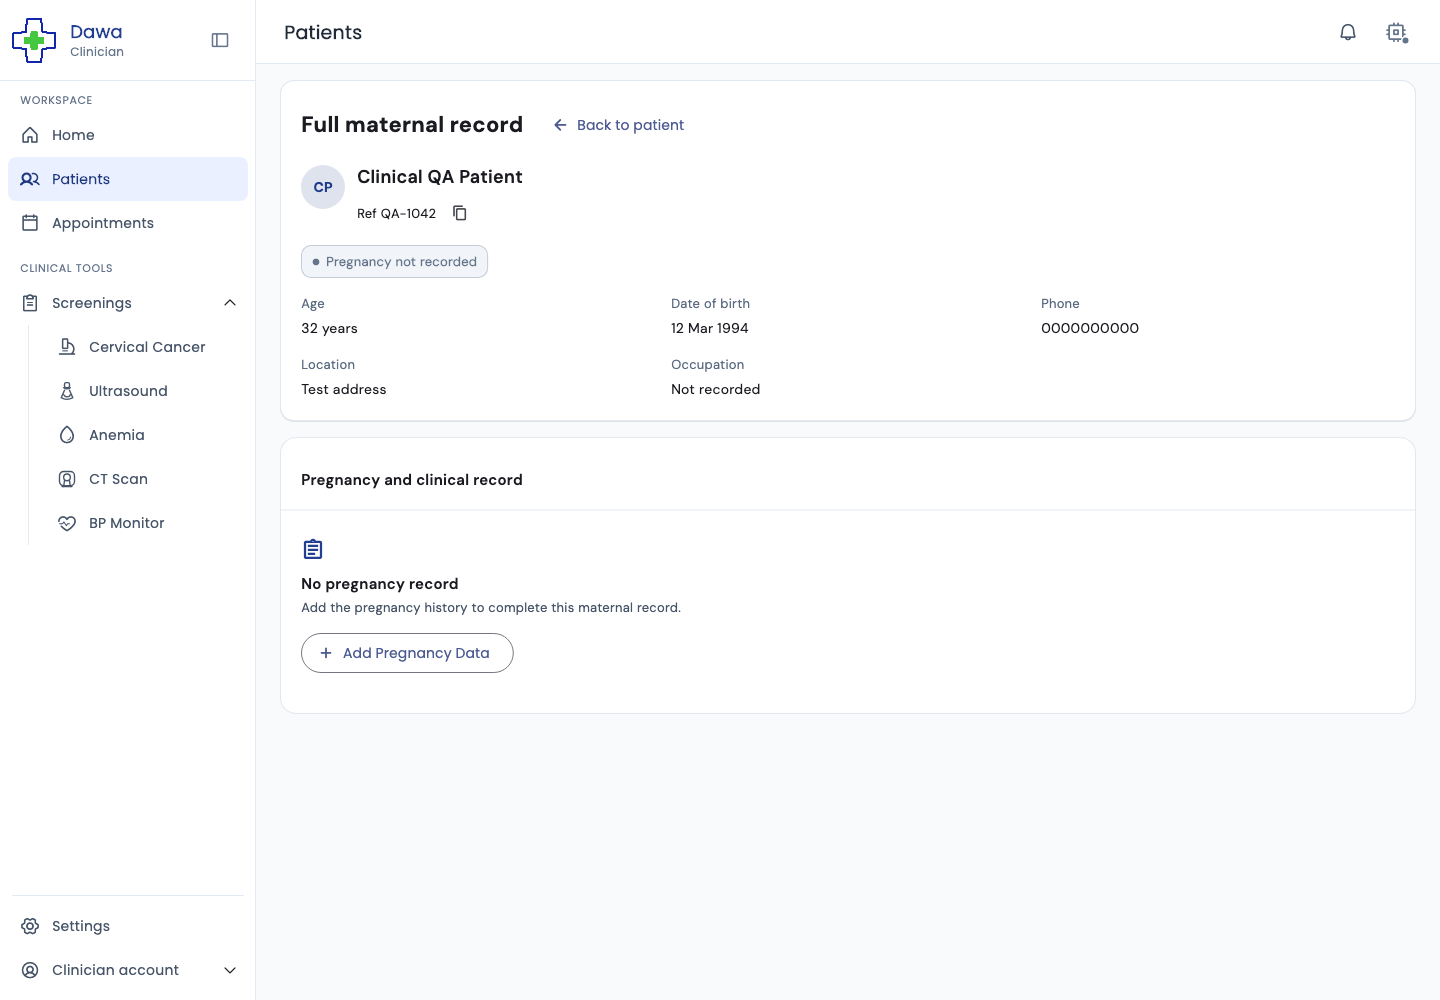 Dawa
Clinician
WORKSPACE
Home
Patients
Appointments
CLINICAL TOOLS
Screenings
Cervical Cancer
Ultrasound
Anemia
CT Scan
BP Monitor
Settings
Clinician account
Patients
Full maternal record
Back to patient
CP
Clinical QA Patient
Ref QA-1042
Pregnancy not recorded
Age
32 years
Date of birth
12 Mar 1994
Phone
0000000000
Location
Test address
Occupation
Not recorded
Pregnancy and clinical record
No pregnancy record
Add the pregnancy history to complete this maternal record.
Add Pregnancy Data